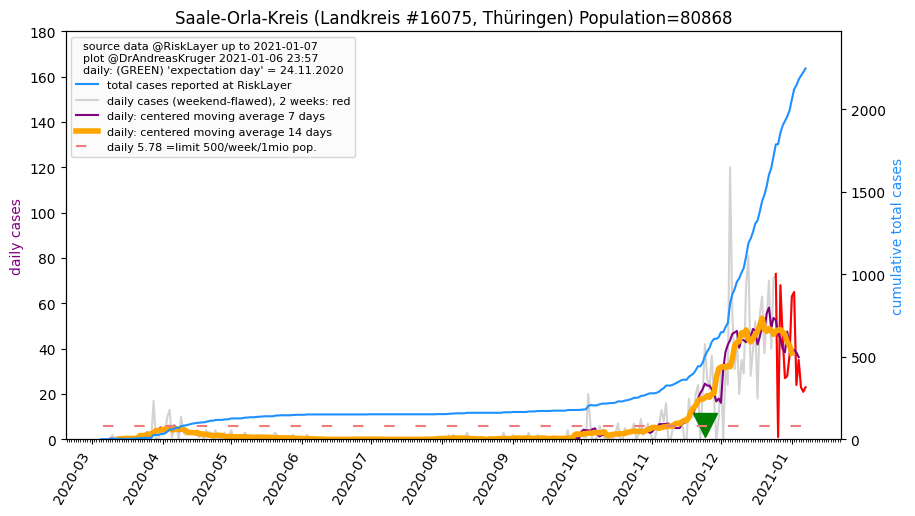 Saale-Orla-Kreis (Landkreis #16075, Thüringen) Population=80868
source data @RiskLayer up to 2021-01-07
plot @DrAndreasKruger 2021-01-06 23:57
daily: (GREEN) 'expectation day' = 24.11.2020
total cases reported at RiskLayer
daily cases (weekend-flawed), 2 weeks: red
daily: centered moving average 7 days
daily: centered moving average 14 days
daily 5.78 =limit 500/week/1mio pop.
daily cases
180
160
140
120
100
80
60
40
20
0
cumulative total cases
2000
1500
1000
500
0
2020-03
2020-04
2020-05
2020-06
2020-07
2020-08
2020-09
2020-10
2020-11
2020-12
2021-01